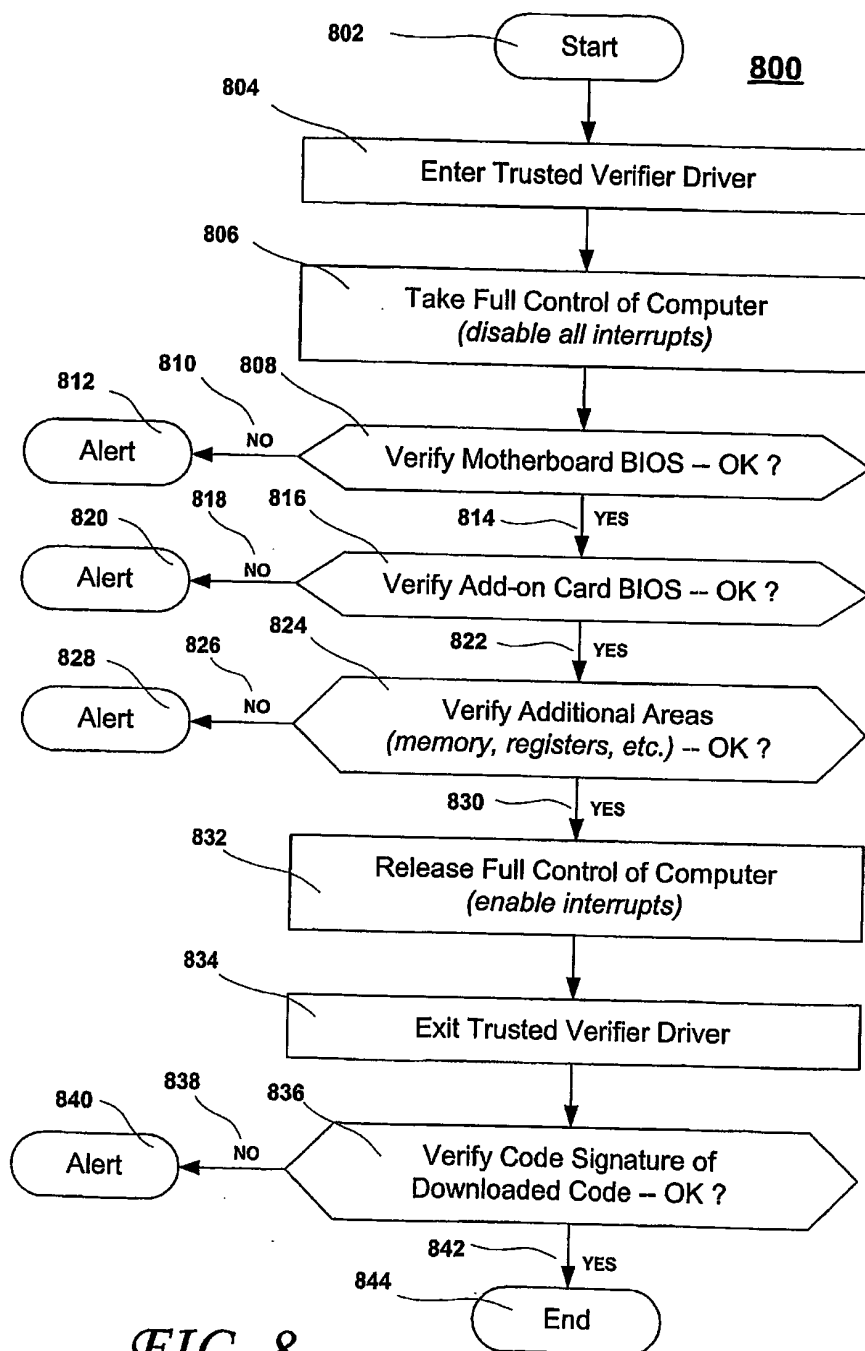 802
Start
800
804
Enter Trusted Verifier Driver
806
Take Full Control of Computer
(disable all interrupts)
812
810
808
Alert
NO
Verify Motherboard BIOS -- OK ?
814
YES
820
818
816
Alert
NO
Verify Add-on Card BIOS -- OK ?
822
YES
828
826
824
Alert
NO
Verify Additional Areas
(memory, registers, etc.) -- OK ?
830
YES
832
Release Full Control of Computer
(enable interrupts)
834
Exit Trusted Verifier Driver
840
838
836
Alert
NO
Verify Code Signature of
Downloaded Code -- OK ?
842
YES
844
End
FIG. 8